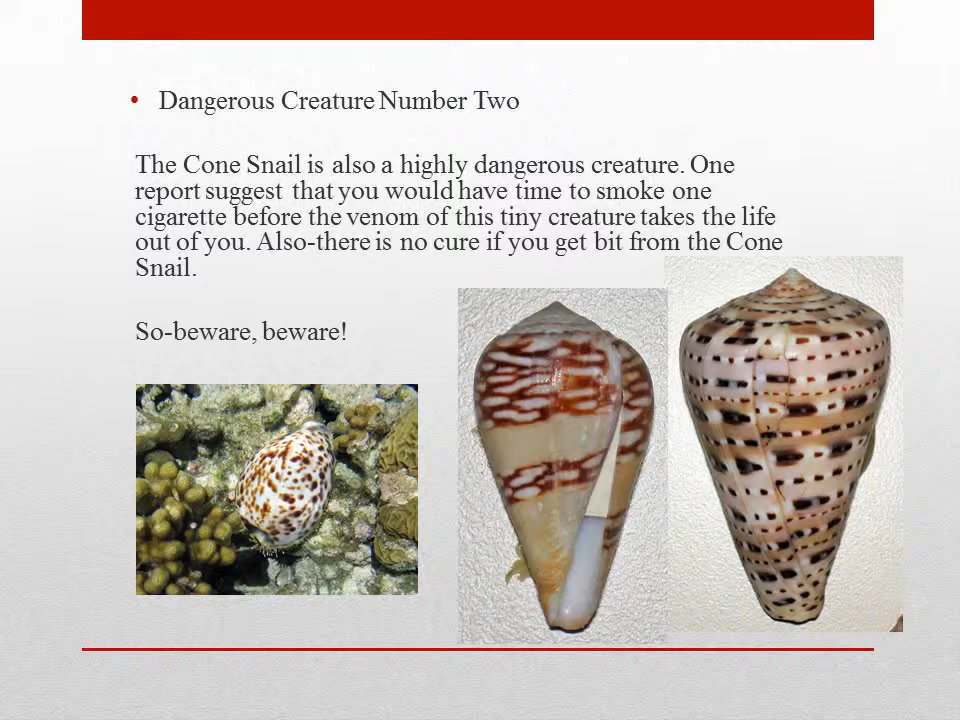 • Dangerous Creature Number Two
The Cone Snail is also a highly dangerous creature. One
report suggest that you would have time to smoke one
cigarette before the venom of this tiny creature takes the life
out of you. Also-there is no cure if you get bit from the Cone
Snail.
So-beware, beware!